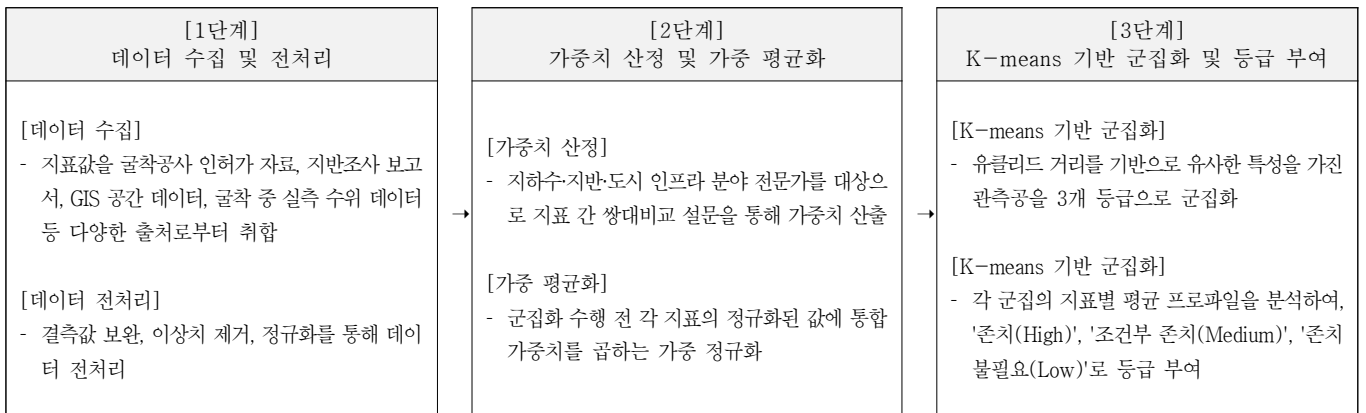 [1단계]
데이터 수집 및 전처리
[데이터 수집]
- 지표값을 굴착공사 인허가 자료, 지반조사 보고
서, GIS 공간 데이터, 굴착 중 실측 수위 데이터
등 다양한 출처로부터 취합
[데이터 전처리]
- 결측값 보완, 이상치 제거, 정규화를 통해 데이
터 전처리
→
[2단계]
가중치 산정 및 가중 평균화
[가중치 산정]
- 지하수·지반·도시 인프라 분야 전문가를 대상으
로 지표 간 쌍대비교 설문을 통해 가중치 산출
[가중 평균화]
- 군집화 수행 전 각 지표의 정규화된 값에 통합
가중치를 곱하는 가중 정규화
→
[3단계]
K-means 기반 군집화 및 등급 부여
[K-means 기반 군집화]
- 유클리드 거리를 기반으로 유사한 특성을 가진
관측공을 3개 등급으로 군집화
[K-means 기반 군집화]
- 각 군집의 지표별 평균 프로파일을 분석하여,
'존치(High)', '조건부 존치(Medium)', '존치
불필요(Low)'로 등급 부여